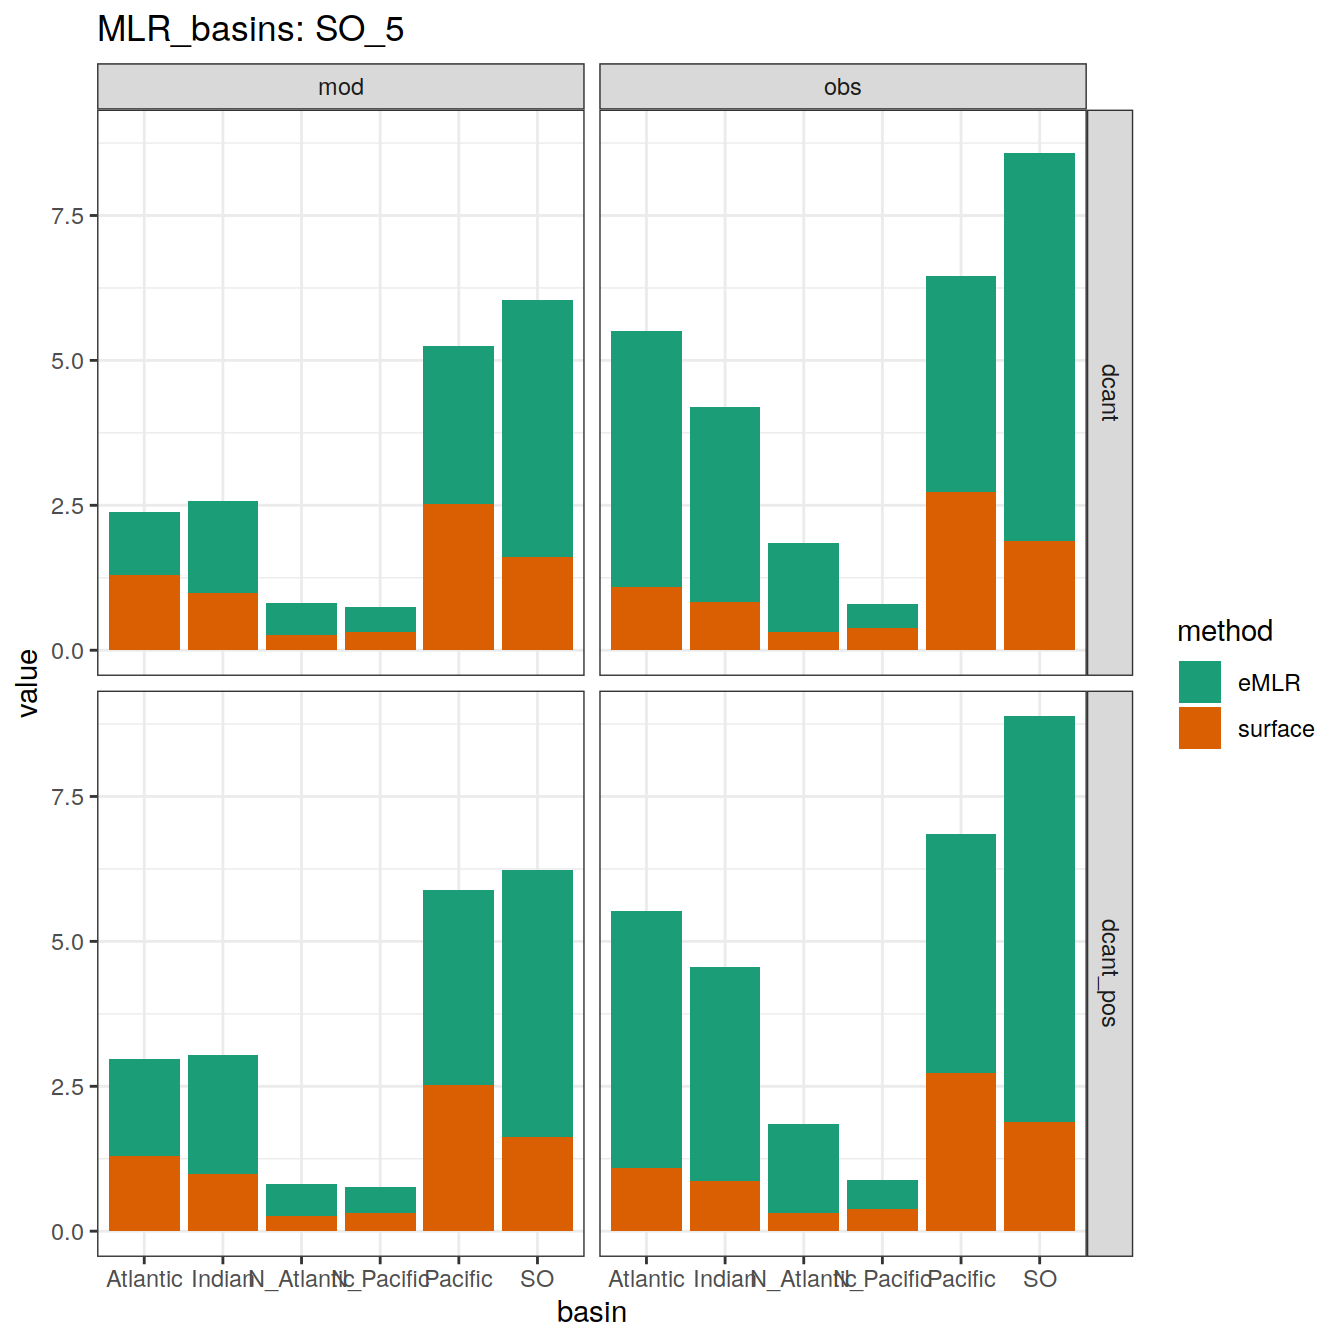 MLR_basins: SO_5
mod
obs
7.5
5.0
2.5
0.0
dcant
7.5
5.0
2.5
0.0
dcant_pos
value
Atlantic Indian N_Atlantic N_Pacific Pacific SO
Atlantic Indian N_Atlantic N_Pacific Pacific SO
basin
method
eMLR
surface